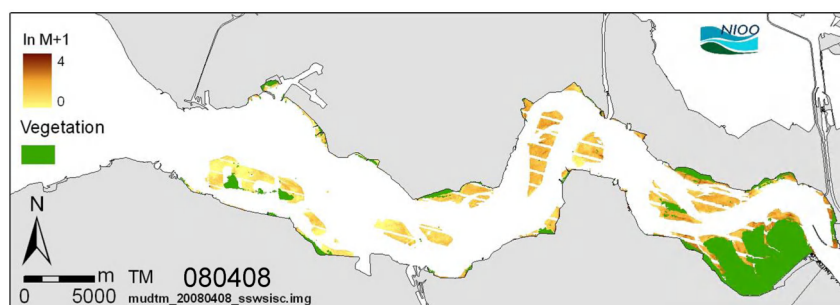 ln M+1
4
0
Vegetation
NIOO
N
m
0 5000
TM 080408
mudtm_20080408_sswsisc.img